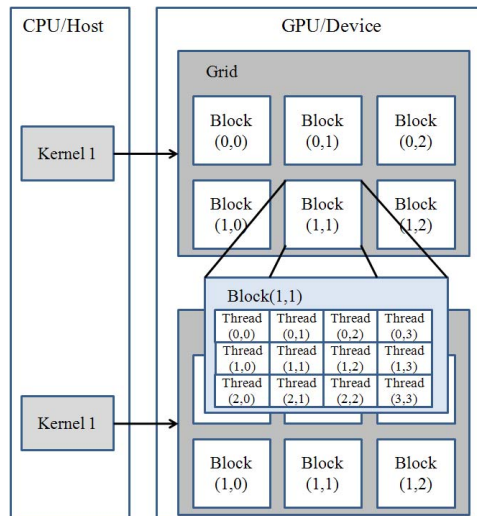 CPU/Host
GPU/Device
Grid
Kernel 1
Block
(0,0)
Block
(0,1)
Block
(0,2)
Block
(1,0)
Block
(1,1)
Block
(1,2)
Block(1,1)
Thread
(0,0)
Thread
(0,1)
Thread
(0,2)
Thread
(0,3)
Thread
(1,0)
Thread
(1,1)
Thread
(1,2)
Thread
(1,3)
Thread
(2,0)
Thread
(2,1)
Thread
(2,2)
Thread
(3,3)
Kernel 1
Block
(1,0)
Block
(1,1)
Block
(1,2)